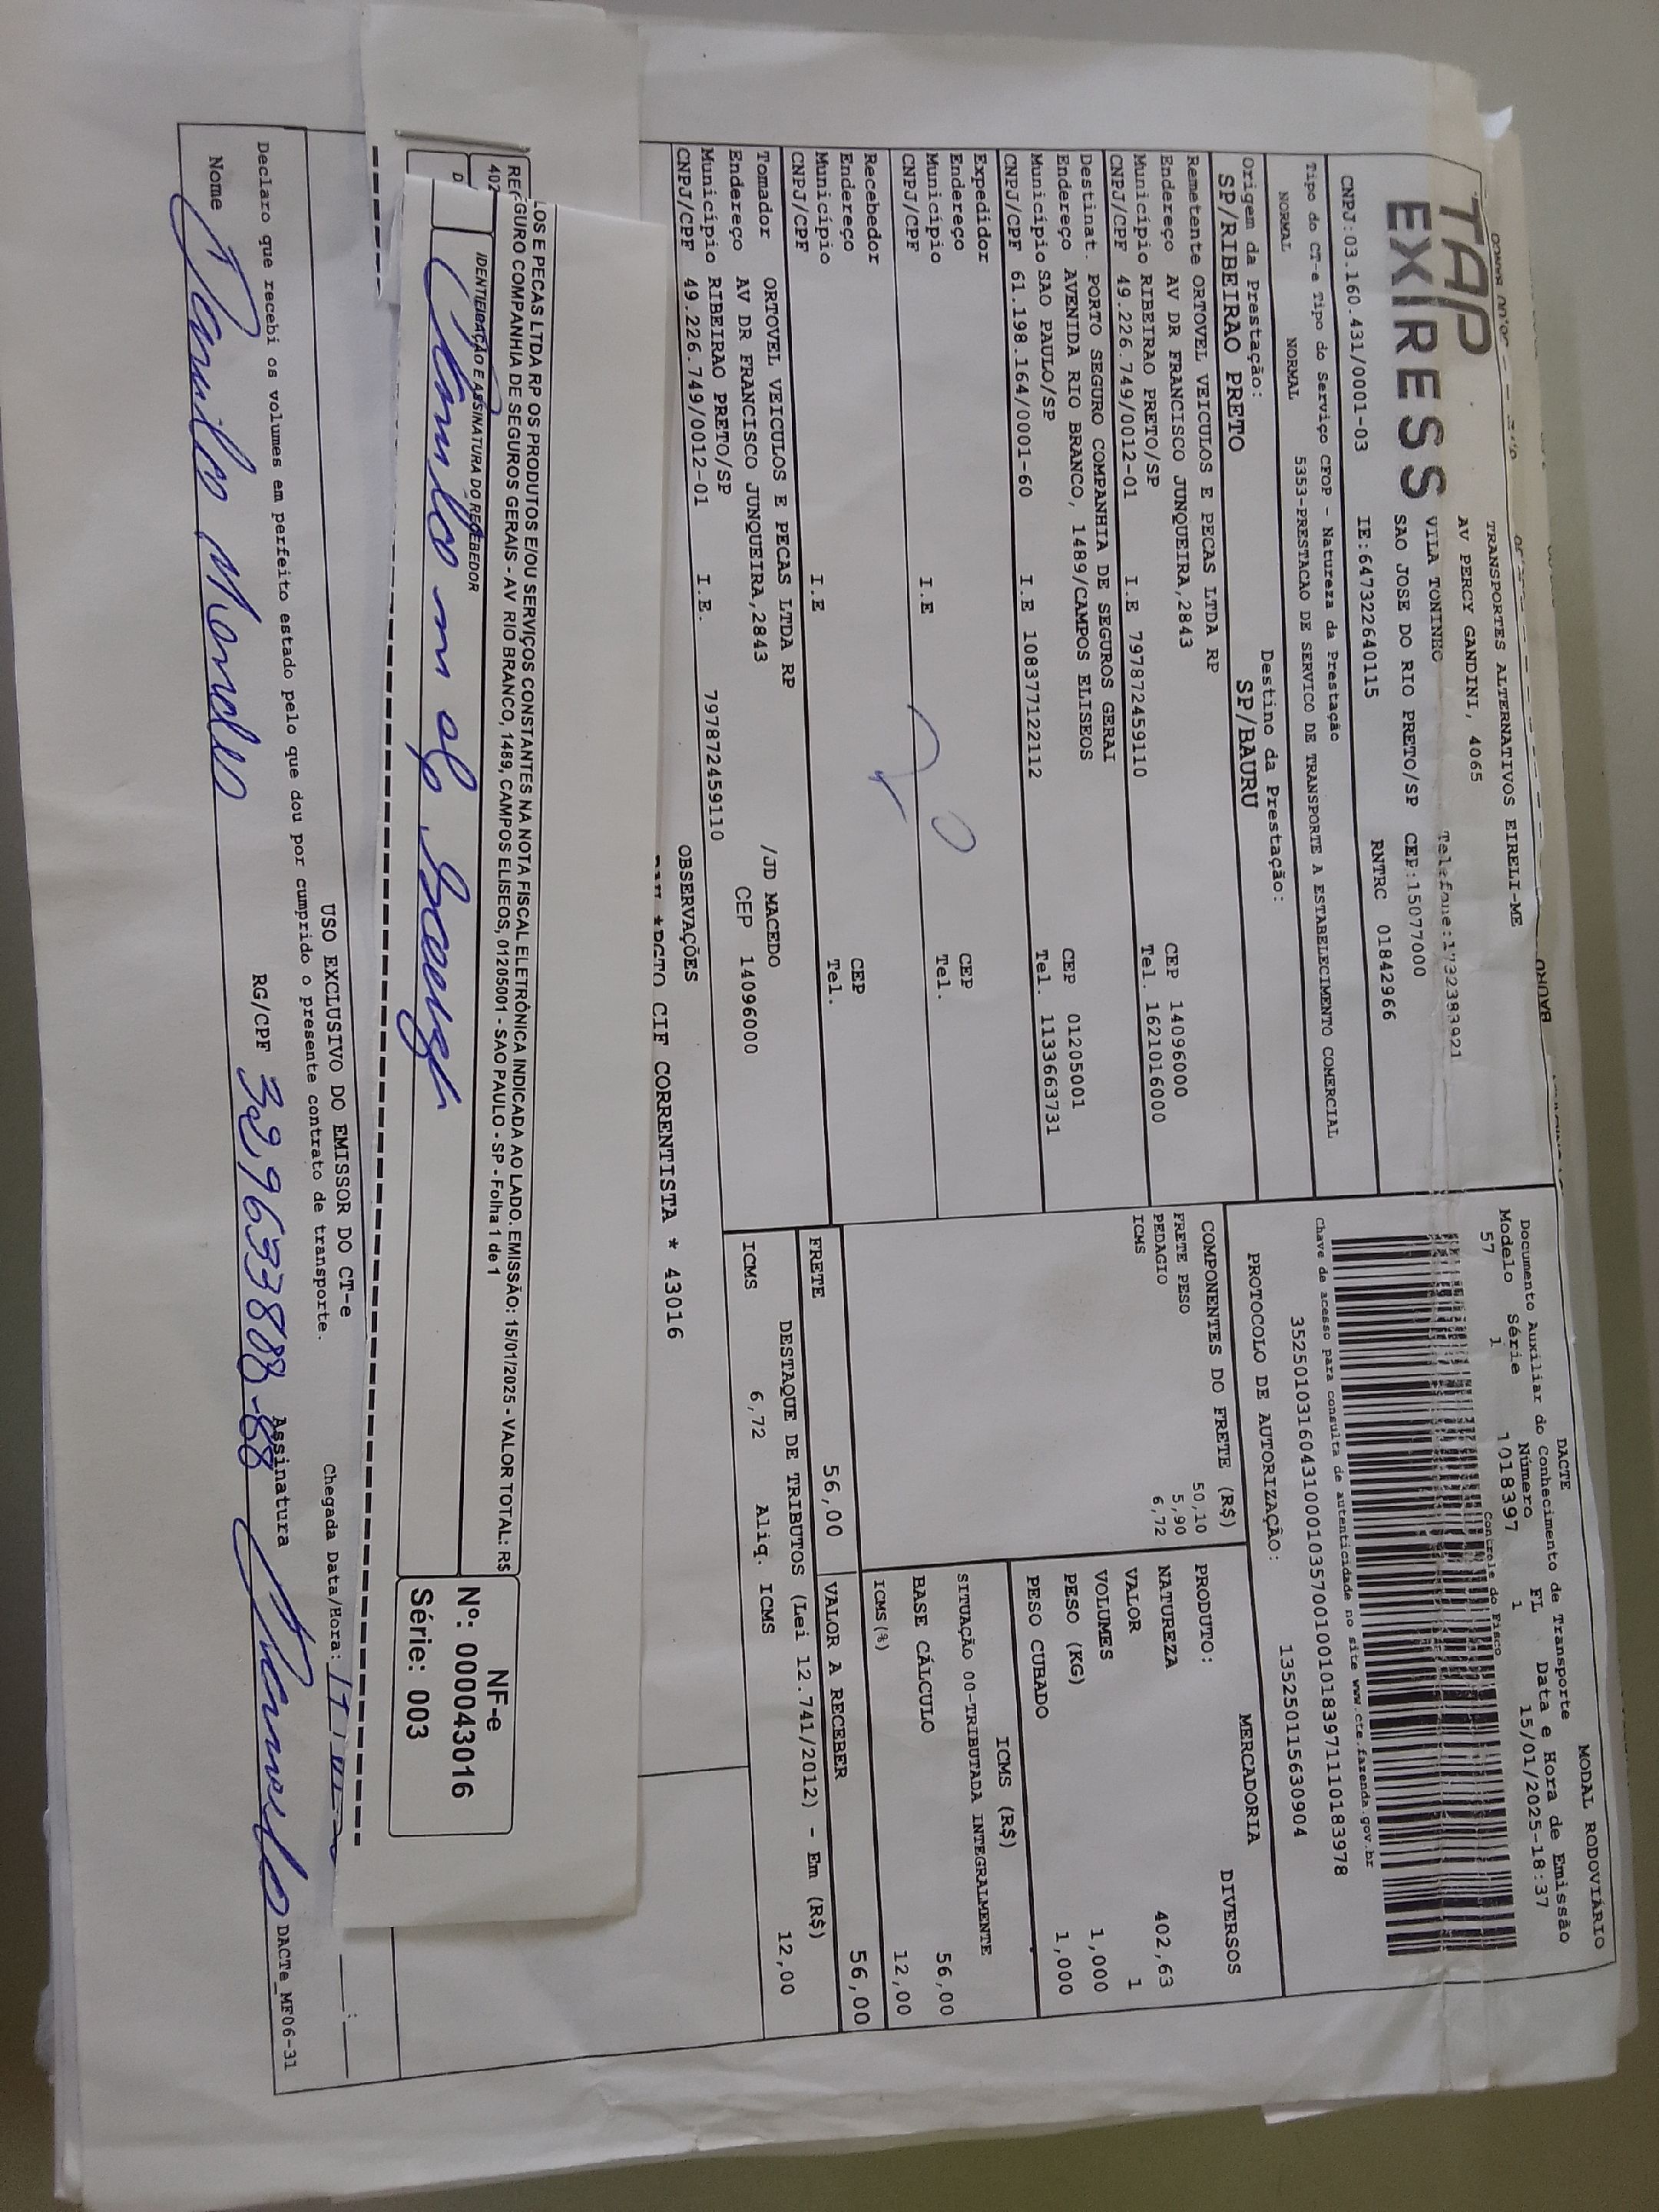 TAP
EXPRESS
TRANSPORTES ALTERNATIVOS EIRELI-ME
AV PERCY GANDINI, 4065
VILA TONINHO Telefone:1732383921
SAO JOSE DO RIO PRETO/SP CEP:15077000
CNPJ:03.160.431/0001-03 IE:647322640115 RNTRC 01842966
MODAL RODOVIÁRIO
DACTE
Documento Auxiliar do Conhecimento de Transporte
Modelo Série Número FL Data e Hora de Emissão
57 1 1018397 1 15/01/2025-18:37
Controle do Fisco
Chave de acesso para consulta de autenticidade no site www.cte.fazenda.gov.br
35250103160431000103570010010183971110183978
PROTOCOLO DE AUTORIZAÇÃO: 135250115630904
Tipo do CT-e Tipo do Serviço CFOP - Natureza da Prestação
NORMAL NORMAL 5353-PRESTACAO DE SERVICO DE TRANSPORTE A ESTABELECIMENTO COMERCIAL
Origem da Prestação: Destino da Prestação:
SP/RIBEIRAO PRETO SP/BAURU
Remetente ORTOVEL VEICULOS E PECAS LTDA RP
Endereço AV DR FRANCISCO JUNQUEIRA,2843 CEP 14096000
Município RIBEIRAO PRETO/SP Tel. 1621016000
CNPJ/CPF 49.226.749/0012-01 I.E 797872459110
Destinat. PORTO SEGURO COMPANHIA DE SEGUROS GERAI
Endereço AVENIDA RIO BRANCO, 1489/CAMPOS ELISEOS CEP 01205001
Município SAO PAULO/SP Tel. 1133663731
CNPJ/CPF 61.198.164/0001-60 I.E 108377122112
Expedidor
Endereço CEP
Município Tel.
CNPJ/CPF I.E
Recebedor
Endereço CEP
Município Tel.
CNPJ/CPF I.E
Tomador ORTOVEL VEICULOS E PECAS LTDA RP /JD MACEDO
Endereço AV DR FRANCISCO JUNQUEIRA,2843 CEP 14096000
Município RIBEIRAO PRETO/SP
CNPJ/CPF 49.226.749/0012-01 I.E. 797872459110
COMPONENTES DO FRETE (R$)
FRETE PESO 50,10
PEDAGIO 5,90
ICMS 6,72
MERCADORIA
PRODUTO: DIVERSOS
NATUREZA
VALOR 402,63
VOLUMES 1
PESO (KG) 1,000
PESO CUBADO 1,000
ICMS (R$)
SITUAÇÃO 00-TRIBUTADA INTEGRALMENTE
BASE CÁLCULO 56,00
ICMS(%) 12,00
FRETE 56,00 VALOR A RECEBER 56,00
DESTAQUE DE TRIBUTOS (Lei 12.741/2012) - Em (R$)
ICMS 6,72 Aliq. ICMS 12,00
OBSERVAÇÕES
CIF CORRENTISTA * 43016
LOS E PECAS LTDA RP OS PRODUTOS E/OU SERVIÇOS CONSTANTES NA NOTA FISCAL ELETRÔNICA INDICADA AO LADO. EMISSÃO: 15/01/2025 - VALOR TOTAL: R$
GURO COMPANHIA DE SEGUROS GERAIS - AV RIO BRANCO, 1489, CAMPOS ELISEOS, 01205001 - SAO PAULO - SP - Folha 1 de 1
IDENTIFICAÇÃO E ASSINATURA DO RECEBEDOR
NF-e
Nº: 000043016
Série: 003
USO EXCLUSIVO DO EMISSOR DO CT-e
Chegada Data/Hora:
Declaro que recebi os volumes em perfeito estado pelo que dou por cumprido o presente contrato de transporte.
Nome RG/CPF Assinatura
DACTe_MF06-31